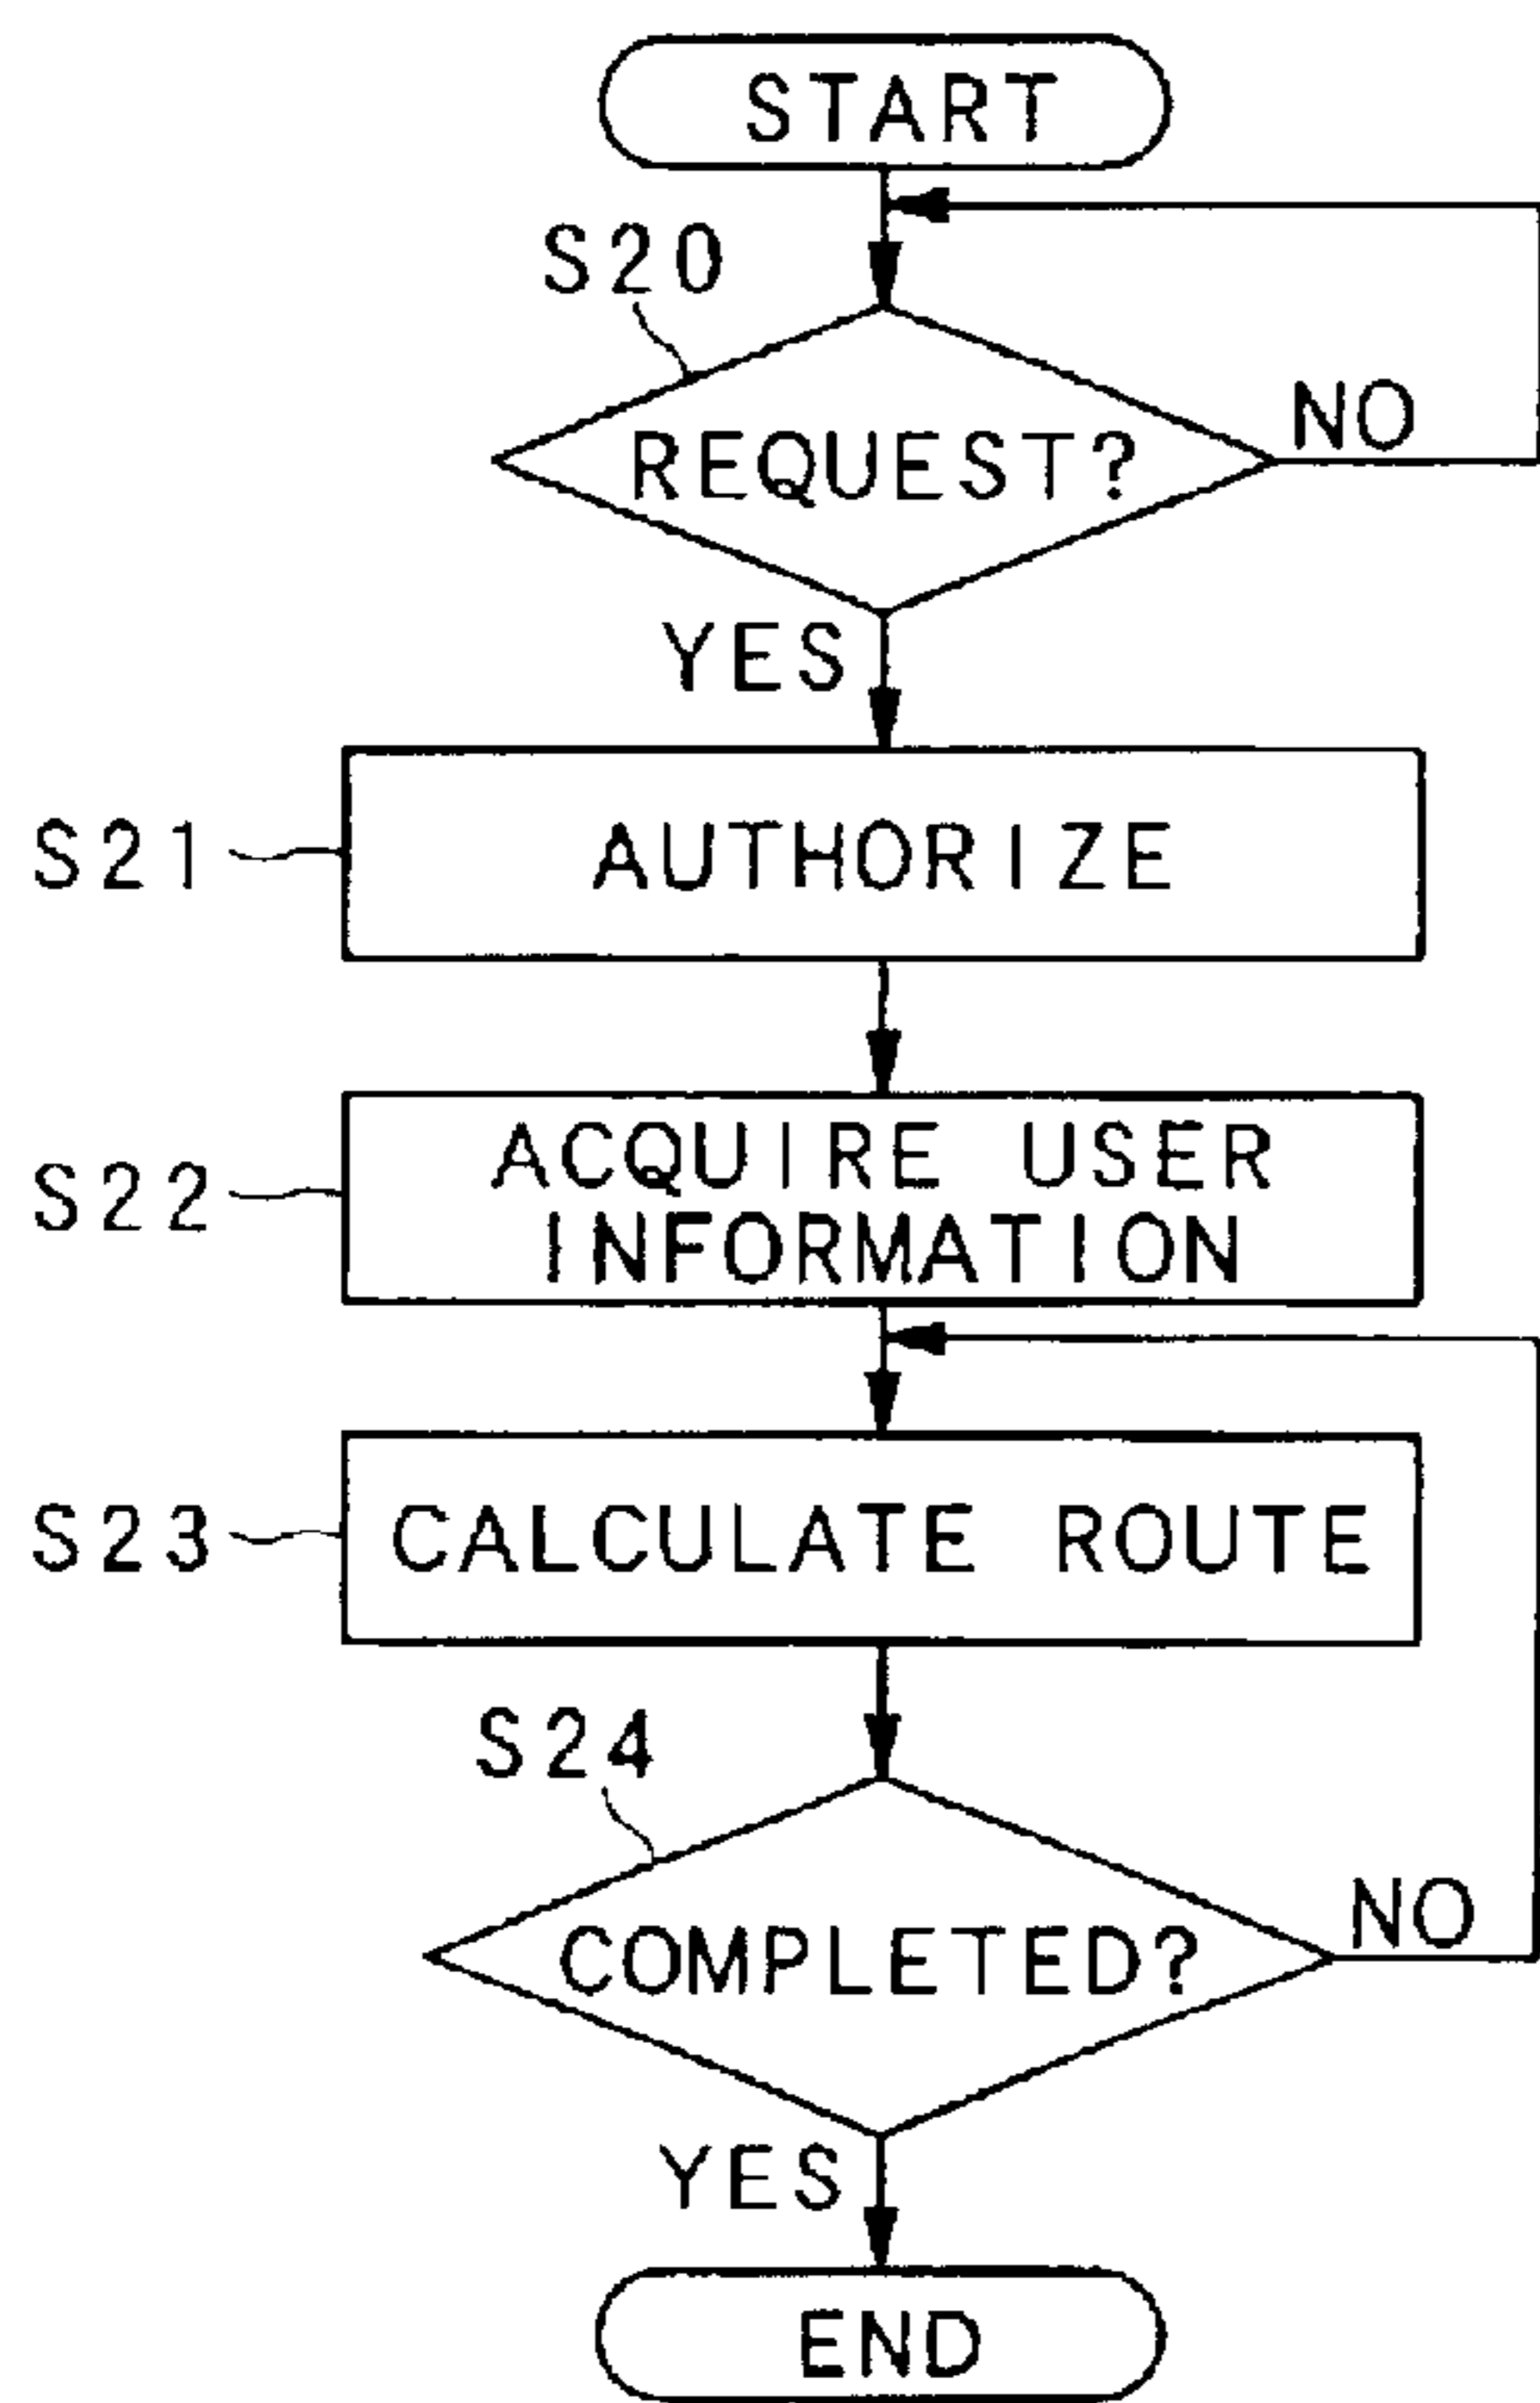 START
S20
REQUEST?
NO
YES
S21
AUTHORIZE
S22
ACQUIRE USER
INFORMATION
S23
CALCULATE ROUTE
S24
COMPLETED?
NO
YES
END